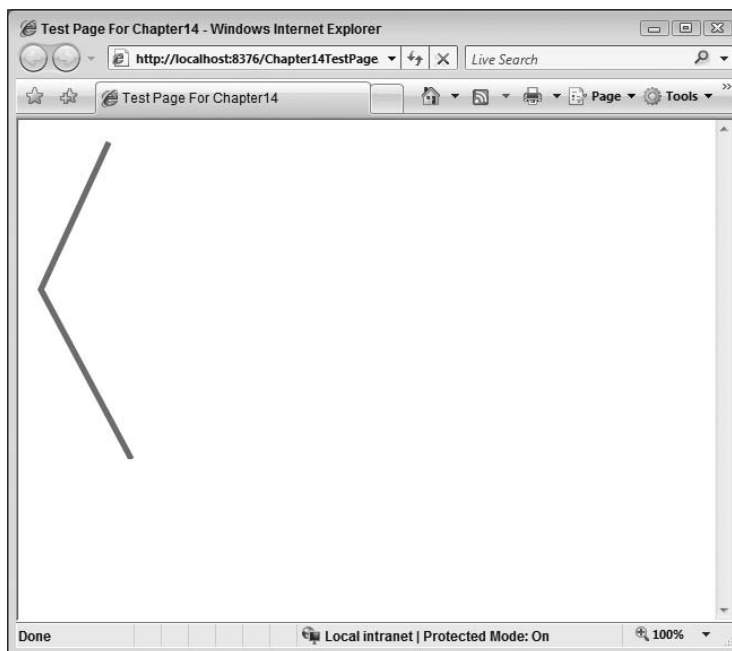 Test Page For Chapter14 - Windows Internet Explorer
http://localhost:8376/Chapter14TestPage
Live Search
Test Page For Chapter14
Page
Tools
Done
Local intranet | Protected Mode: On
100%